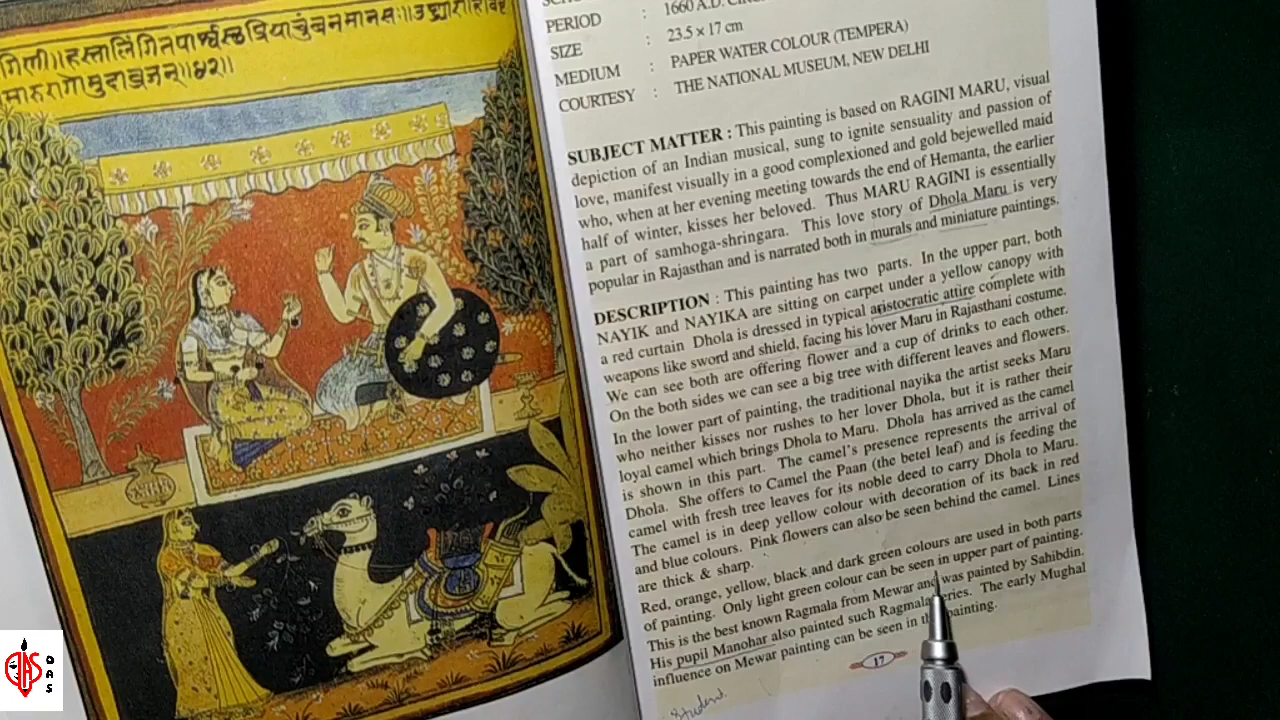 PERIOD : 1660 A.D.
SIZE : 23.5 × 17 cm
MEDIUM : PAPER WATER COLOUR (TEMPERA)
COURTESY : THE NATIONAL MUSEUM, NEW DELHI
SUBJECT MATTER : This painting is based on RAGINI MARU, visual
depiction of an Indian musical, sung to ignite sensuality and passion of
love, manifest visually in a good complexioned and gold bejewelled maid
who, when at her evening meeting towards the end of Hemanta, the earlier
half of winter, kisses her beloved. Thus MARU RAGINI is essentially
a part of samhoga-shringara. This love story of Dhola Maru is very
popular in Rajasthan and is narrated both in murals and miniature paintings.
DESCRIPTION : This painting has two parts. In the upper part, both
NAYIK and NAYIKA are sitting on carpet under a yellow canopy with
a red curtain Dhola is dressed in typical aristocratic attire complete with
weapons like sword and shield, facing his lover Maru in Rajasthani costume.
We can see both are offering flower and a cup of drinks to each other.
On the both sides we can see a big tree with different leaves and flowers.
In the lower part of painting, the traditional nayika the artist seeks Maru
who neither kisses nor rushes to her lover Dhola, but it is rather their
loyal camel which brings Dhola to Maru. Dhola has arrived as the camel
is shown in this part. The camel's presence represents the arrival of
Dhola. She offers to Camel the Paan (the betel leaf) and is feeding the
camel with fresh tree leaves for its noble deed to carry Dhola to Maru.
The camel is in deep yellow colour with decoration of its back in red
and blue colours. Pink flowers can also be seen behind the camel. Lines
are thick & sharp.
Red, orange, yellow, black and dark green colours are used in both parts
of painting. Only light green colour can be seen in upper part of painting.
This is the best known Ragmala from Mewar and was painted by Sahibdin.
His pupil Manohar also painted such Ragmala series. The early Mughal
influence on Mewar painting can be seen in painting.
17
Student
DAS